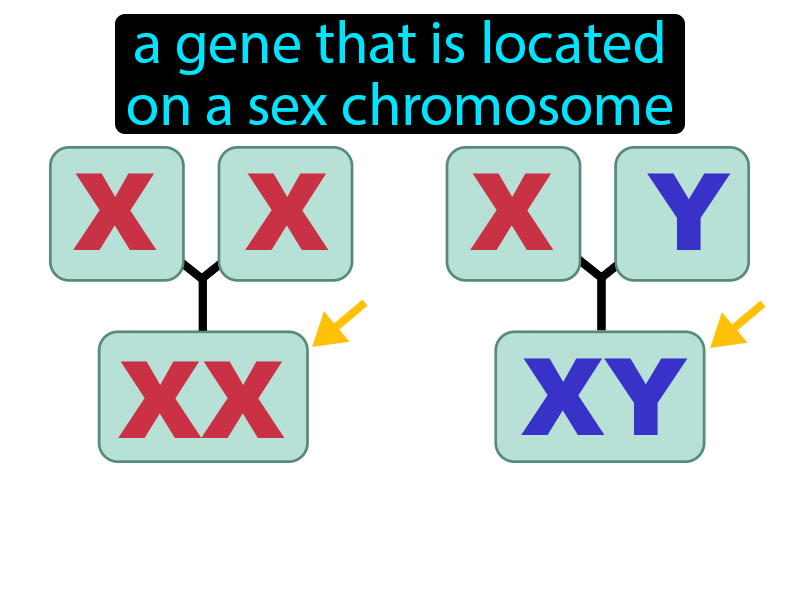 a gene that is located
on a sex chromosome
X X X Y
XX XY